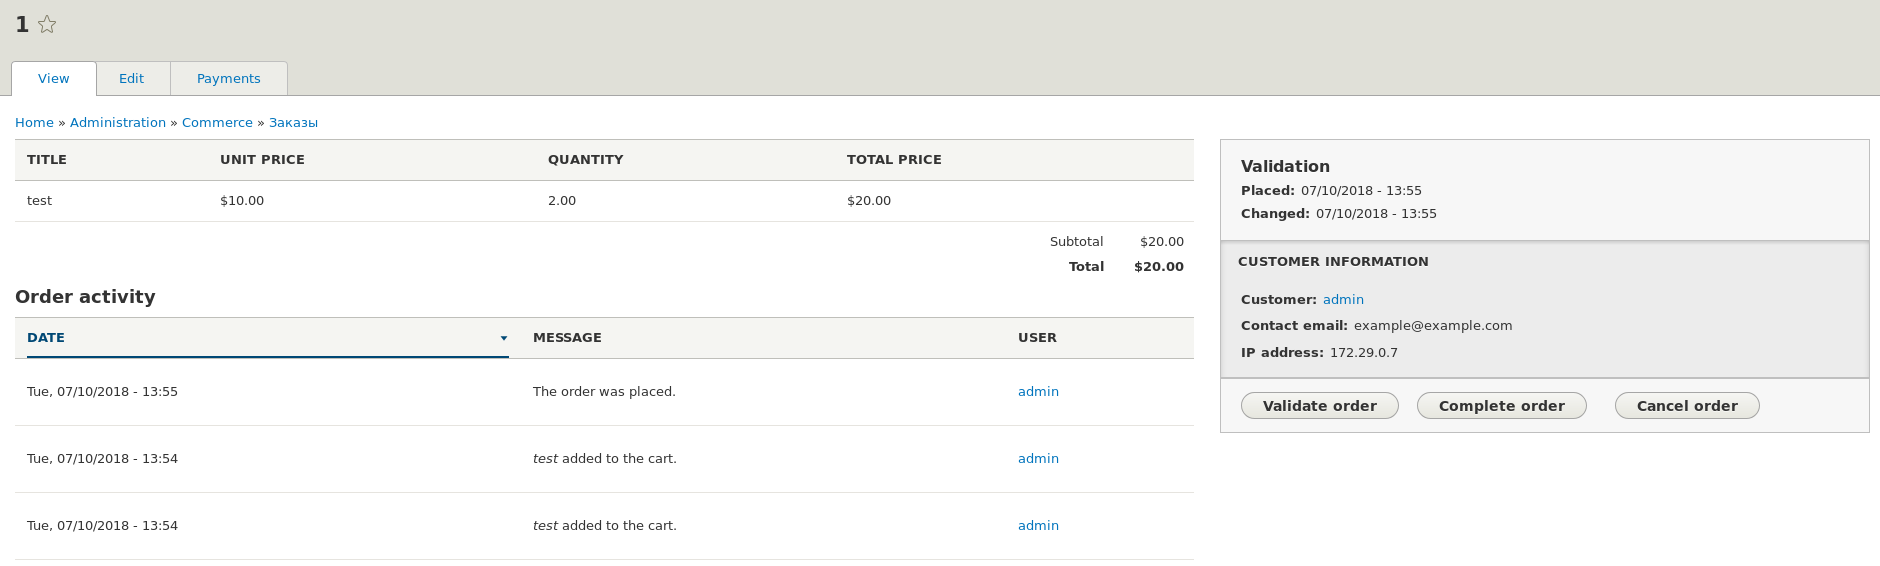 1
View Edit Payments
Home » Administration » Commerce » Заказы
TITLE UNIT PRICE QUANTITY TOTAL PRICE
test $10.00 2.00 $20.00
Subtotal $20.00
Total $20.00
Order activity
DATE MESSAGE USER
Tue, 07/10/2018 - 13:55 The order was placed. admin
Tue, 07/10/2018 - 13:54 test added to the cart. admin
Tue, 07/10/2018 - 13:54 test added to the cart. admin
Validation
Placed: 07/10/2018 - 13:55
Changed: 07/10/2018 - 13:55
CUSTOMER INFORMATION
Customer: admin
Contact email: example@example.com
IP address: 172.29.0.7
Validate order Complete order Cancel order